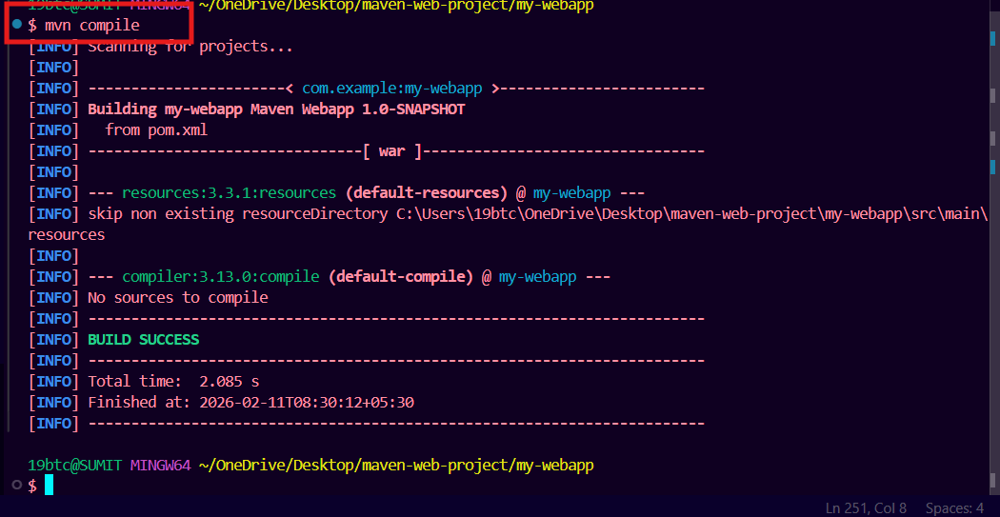 19btc@SUMIT MINGW64 ~/OneDrive/Desktop/maven-web-project/my-webapp
$ mvn compile
[INFO] Scanning for projects...
[INFO]
[INFO] -----------------------< com.example:my-webapp >------------------------
[INFO] Building my-webapp Maven Webapp 1.0-SNAPSHOT
[INFO]   from pom.xml
[INFO] --------------------------------[ war ]---------------------------------
[INFO]
[INFO] --- resources:3.3.1:resources (default-resources) @ my-webapp ---
[INFO] skip non existing resourceDirectory C:\Users\19btc\OneDrive\Desktop\maven-web-project\my-webapp\src\main\
resources
[INFO]
[INFO] --- compiler:3.13.0:compile (default-compile) @ my-webapp ---
[INFO] No sources to compile
[INFO] ------------------------------------------------------------------------
[INFO] BUILD SUCCESS
[INFO] ------------------------------------------------------------------------
[INFO] Total time:  2.085 s
[INFO] Finished at: 2026-02-11T08:30:12+05:30
[INFO] ------------------------------------------------------------------------
19btc@SUMIT MINGW64 ~/OneDrive/Desktop/maven-web-project/my-webapp
$
Ln 251, Col 8 Spaces: 4